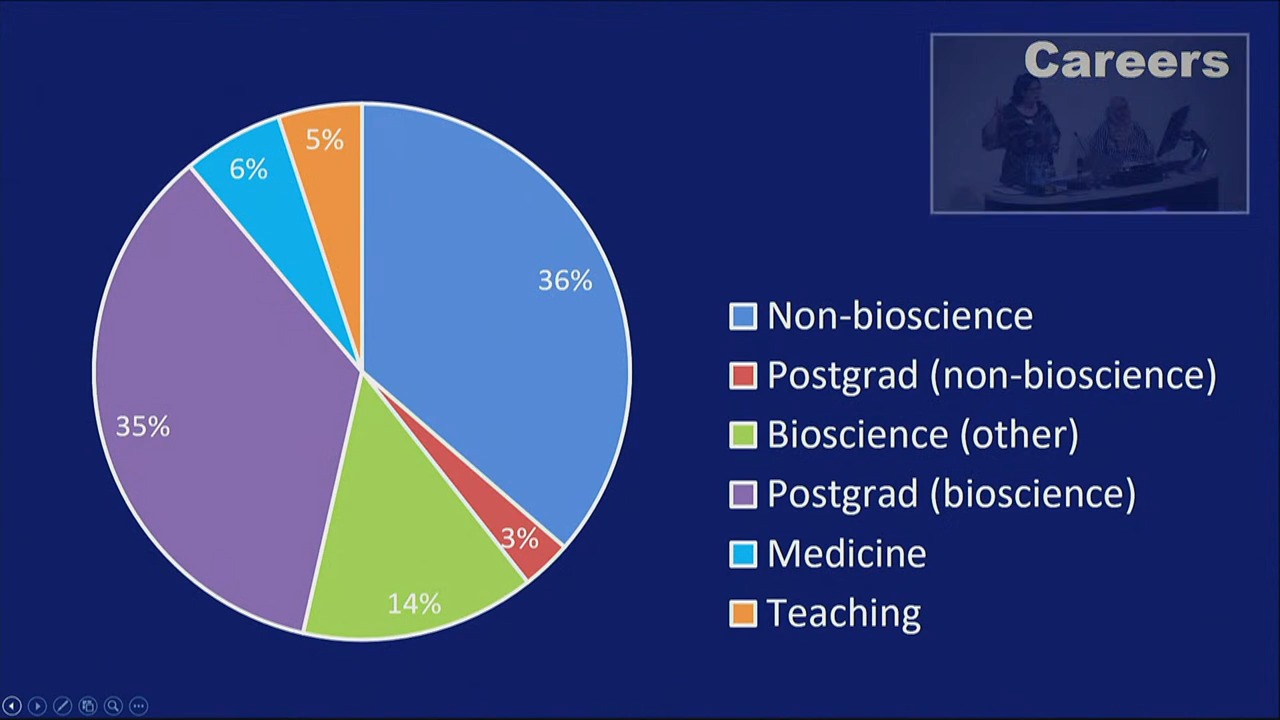 Careers
5%
6%
36%
35%
3%
14%
Non-bioscience
Postgrad (non-bioscience)
Bioscience (other)
Postgrad (bioscience)
Medicine
Teaching